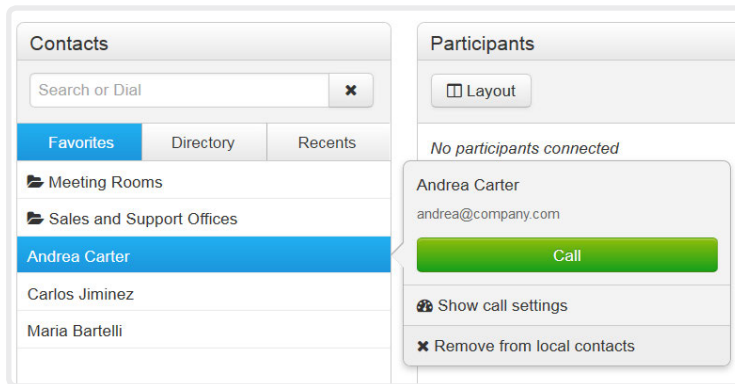 Contacts
Search or Dial
Favorites Directory Recents
Meeting Rooms
Sales and Support Offices
Andrea Carter
Carlos Jiminez
Maria Bartelli
Participants
Layout
No participants connected
Andrea Carter
andrea@company.com
Call
Show call settings
Remove from local contacts